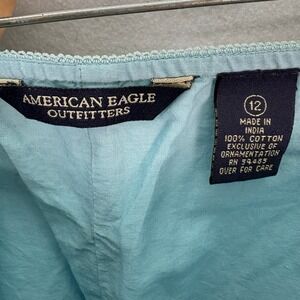 AMERICAN EAGLE
OUTFITTERS
12
MADE IN
INDIA
100% COTTON
EXCLUSIVE OF
ORNAMENTATION
RN 54485
OVER FOR CARE